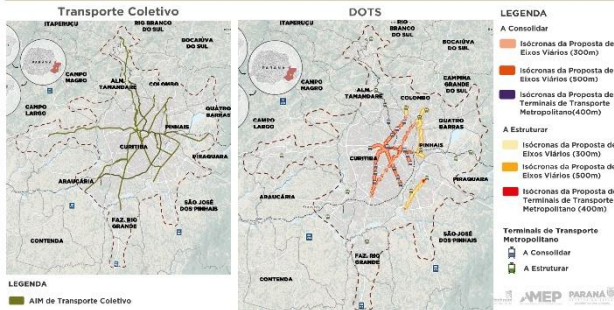 Transporte Coletivo
ITAPERUÇU
RIO BRANCO
DO SUL
BOCAIÚVA
DO SUL
PARANÁ
CAMPO
MAGRO
ALM.
TAMANDARÉ
COLOMBO
CAMPO
LARGO
QUATRO
BARRAS
PINHAIS
CURITIBA
PIRAQUARA
ARAUCÁRIA
SÃO JOSÉ
DOS PINHAIS
FAZ. RIO
GRANDE
CONTENDA
LEGENDA
AIM de Transporte Coletivo
DOTS
ITAPERUÇU
RIO
BRANCO
DO SUL
BOCAIÚVA
DO SUL
PARANÁ
CAMPO
MAGRO
ALM.
TAMANDARÉ
CAMPINA
GRANDE
DO SUL
COLOMBO
CAMPO
LARGO
QUATRO
BARRAS
PINHAIS
CURITIBA
PIRAQUARA
ARAUCÁRIA
SÃO JOSÉ
DOS PINHAIS
FAZ. RIO
GRANDE
CONTENDA
LEGENDA
A Consolidar
Isócronas da Proposta de
Eixos Viários (300m)
Isócronas da Proposta de
Eixos Viários (500m)
Isócronas da Proposta de
Terminais de Transporte
Metropolitano(400m)
A Estruturar
Isócronas da Proposta de
Eixos Viários (300m)
Isócronas da Proposta de
Eixos Viários (500m)
Isócronas da Proposta de
Terminais de Transporte
Metropolitano (400m)
Terminais de Transporte
Metropolitano
A Consolidar
A Estruturar
AMEP
PARANÁ